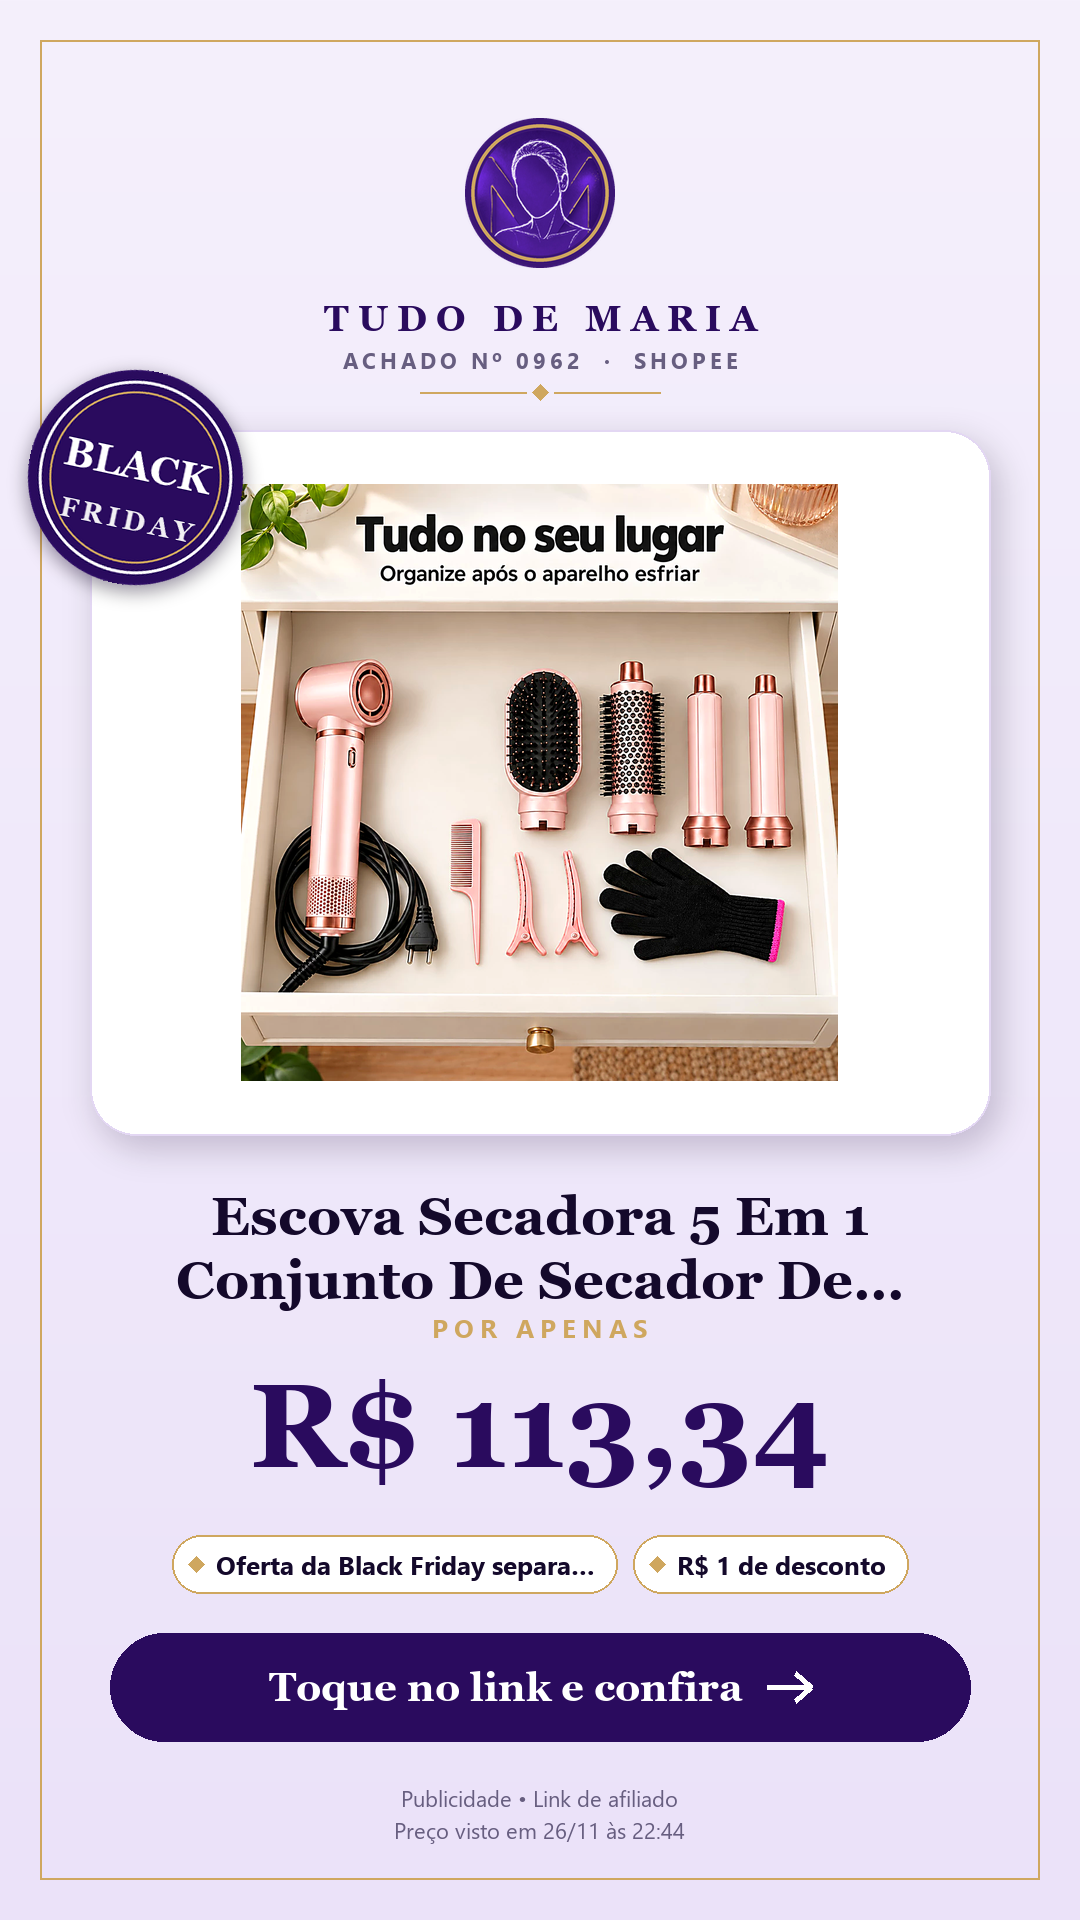 TUDO DE MARIA
ACHADO Nº 0962 · SHOPEE
BLACK
FRIDAY
Tudo no seu lugar
Organize após o aparelho esfriar
Escova Secadora 5 Em 1
Conjunto De Secador De...
POR APENAS
R$ 113,34
Oferta da Black Friday separa...
R$ 1 de desconto
Toque no link e confira →
Publicidade • Link de afiliado
Preço visto em 26/11 às 22:44